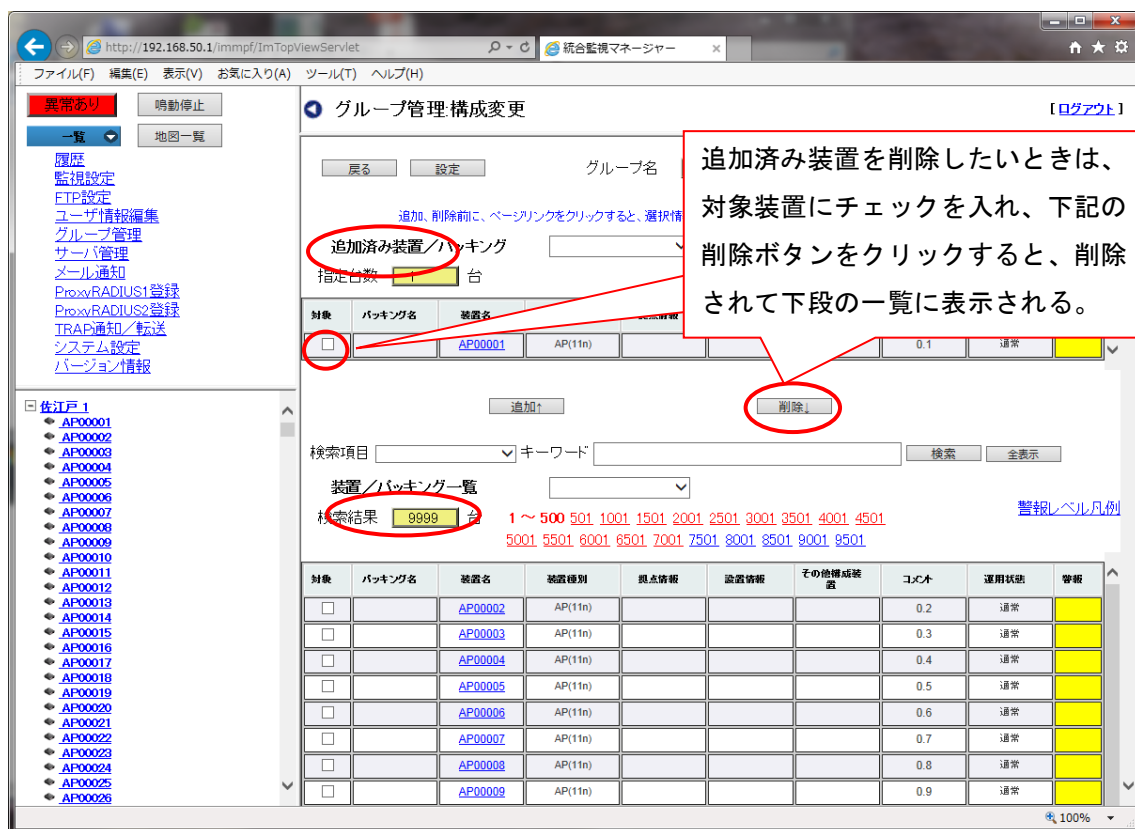 http://192.168.50.1/immpf/ImTopViewServlet
統合監視マネージャー
ファイル(F) 編集(E) 表示(V) お気に入り(A) ツール(T) ヘルプ(H)
異常あり 鳴動停止
一覧 地図一覧
履歴
監視設定
FTP設定
ユーザ情報編集
グループ管理
サーバ管理
メール通知
ProxyRADIUS1登録
ProxyRADIUS2登録
TRAP通知/転送
システム設定
バージョン情報
佐江戸 1
AP00001
AP00002
AP00003
AP00004
AP00005
AP00006
AP00007
AP00008
AP00009
AP00010
AP00011
AP00012
AP00013
AP00014
AP00015
AP00016
AP00017
AP00018
AP00019
AP00020
AP00021
AP00022
AP00023
AP00024
AP00025
AP00026
グループ管理:構成変更 [ログアウト]
戻る 設定 グループ名
追加、削除前に、ページリンクをクリックすると、選択情
追加済み装置/パッキング
指定台数 1 台
追加済み装置を削除したいときは、
対象装置にチェックを入れ、下記の
削除ボタンをクリックすると、削除
されて下段の一覧に表示される。
対象 パッキング名 装置名
AP00001 AP(11n) 0.1 通常
追加↑ 削除↓
検索項目 キーワード 検索 全表示
装置/パッキング一覧
検索結果 9999 台 1 ~ 500 501 1001 1501 2001 2501 3001 3501 4001 4501
5001 5501 6001 6501 7001 7501 8001 8501 9001 9501
警報レベル凡例
対象 パッキング名 装置名 装置種別 拠点情報 設置情報 その他構成装置 コメント 運用状態 警報
AP00002 AP(11n) 0.2 通常
AP00003 AP(11n) 0.3 通常
AP00004 AP(11n) 0.4 通常
AP00005 AP(11n) 0.5 通常
AP00006 AP(11n) 0.6 通常
AP00007 AP(11n) 0.7 通常
AP00008 AP(11n) 0.8 通常
AP00009 AP(11n) 0.9 通常
100%